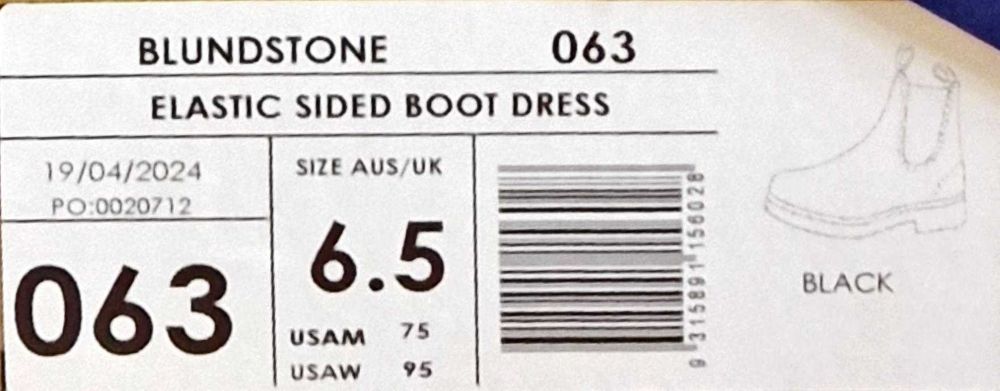 BLUNDSTONE 063
ELASTIC SIDED BOOT DRESS
19/04/2024
PO:0020712
063
SIZE AUS/UK
6.5
USAM 75
USAW 95
9 315891 156028
BLACK